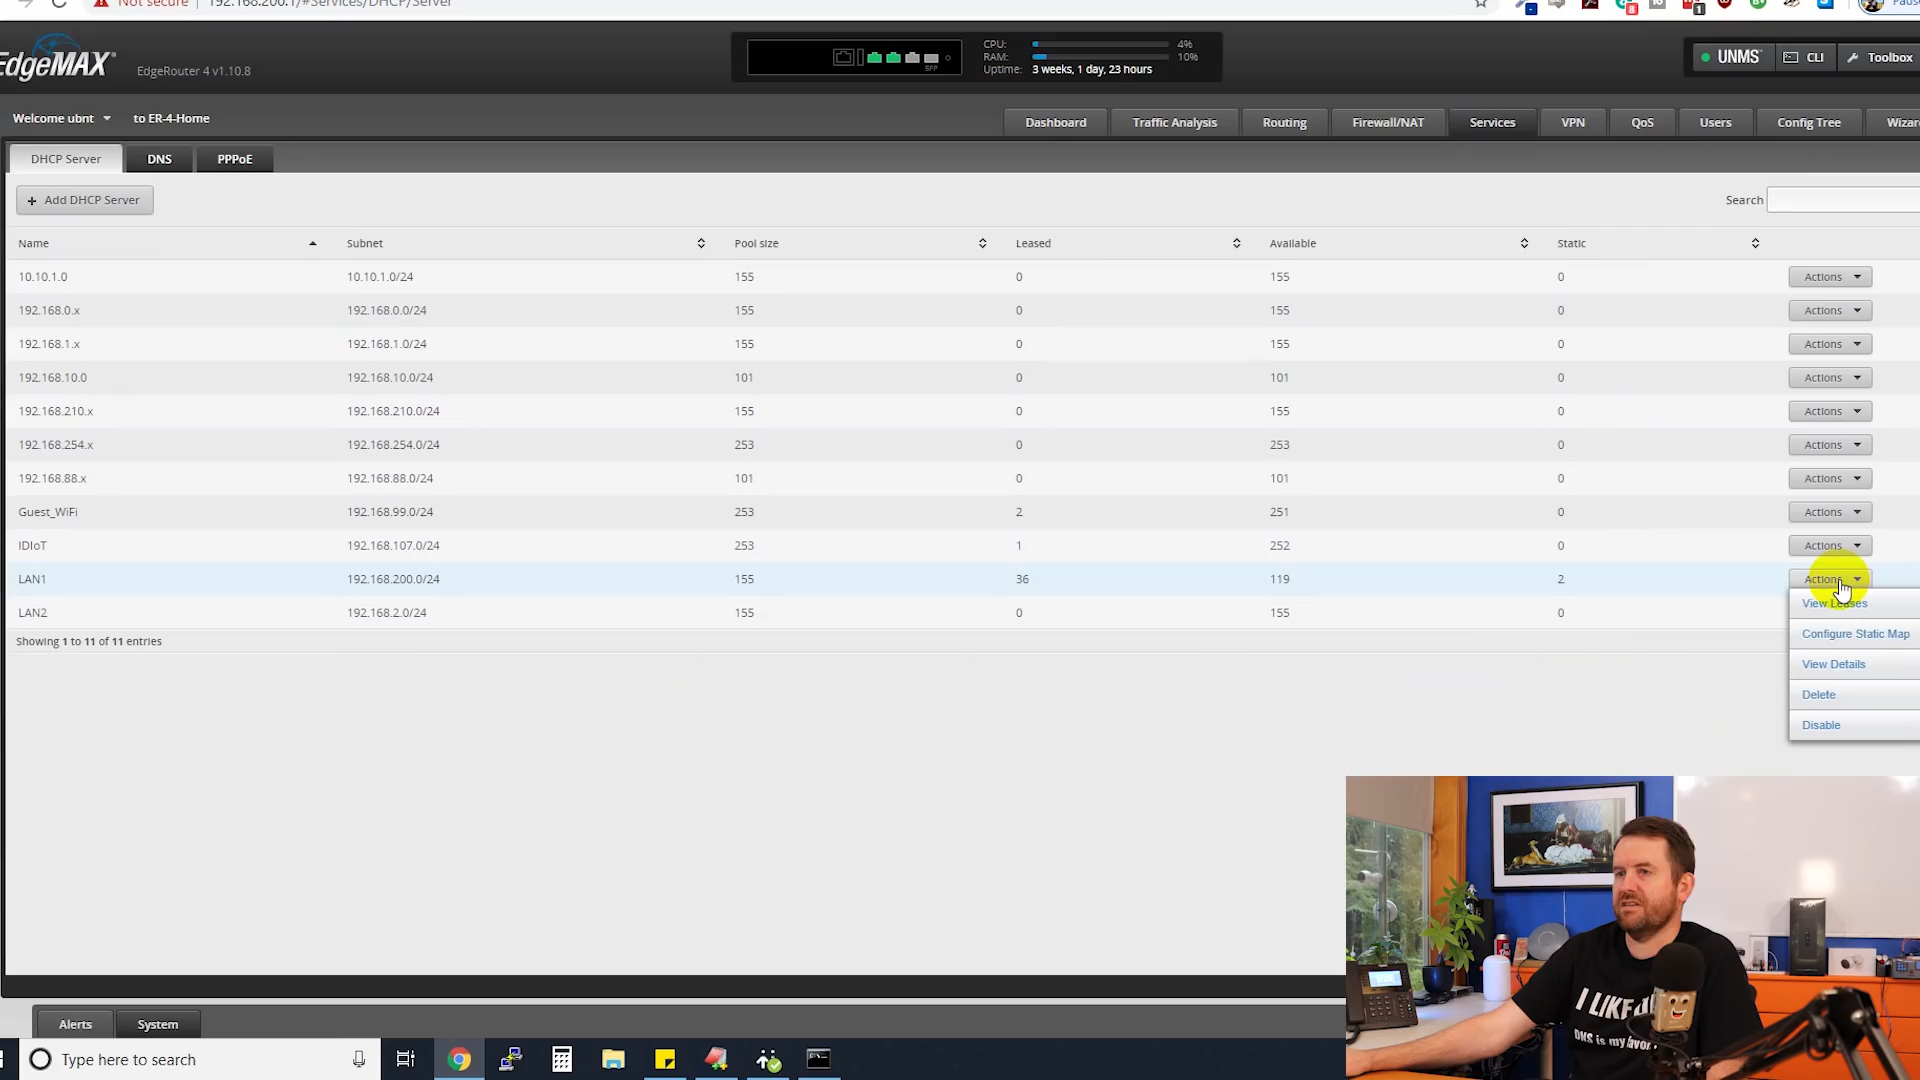 Not secure 192.168.200.1/#Services/DHCP/Server
EdgeMAX EdgeRouter 4 v1.10.8
CPU: 4%
RAM: 10%
Uptime: 3 weeks, 1 day, 23 hours
SFP
UNMS CLI Toolbox
Welcome ubnt to ER-4-Home
Dashboard Traffic Analysis Routing Firewall/NAT Services VPN QoS Users Config Tree Wizar
DHCP Server DNS PPPoE
+ Add DHCP Server
Search
Name Subnet Pool size Leased Available Static
10.10.1.0 10.10.1.0/24 155 0 155 0 Actions
192.168.0.x 192.168.0.0/24 155 0 155 0 Actions
192.168.1.x 192.168.1.0/24 155 0 155 0 Actions
192.168.10.0 192.168.10.0/24 101 0 101 0 Actions
192.168.210.x 192.168.210.0/24 155 0 155 0 Actions
192.168.254.x 192.168.254.0/24 253 0 253 0 Actions
192.168.88.x 192.168.88.0/24 101 0 101 0 Actions
Guest_WiFi 192.168.99.0/24 253 2 251 0 Actions
IDIoT 192.168.107.0/24 253 1 252 0 Actions
LAN1 192.168.200.0/24 155 36 119 2 Actions
LAN2 192.168.2.0/24 155 0 155 0
View Leases
Configure Static Map
View Details
Delete
Disable
Showing 1 to 11 of 11 entries
I LIKE
DNS is my favor
Alerts System
Type here to search